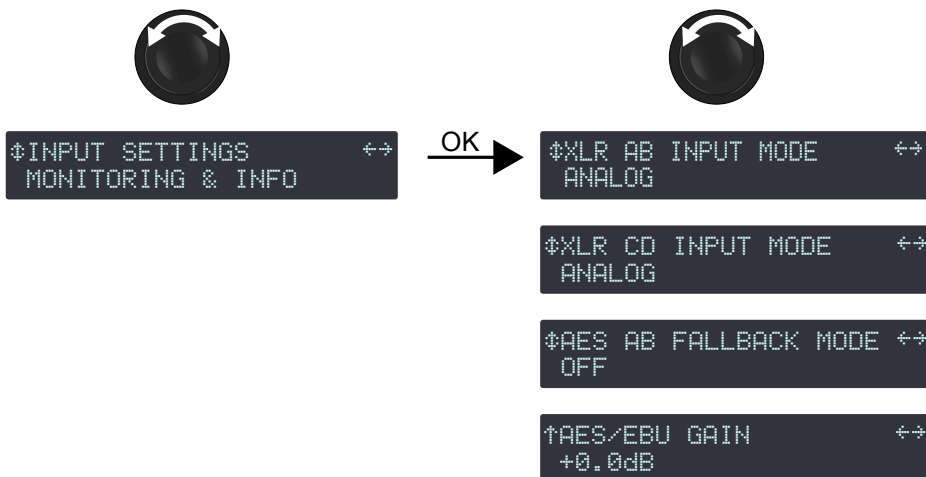 ↕INPUT SETTINGS ↔
MONITORING & INFO
OK
↕XLR AB INPUT MODE ↔
ANALOG
↕XLR CD INPUT MODE ↔
ANALOG
↕AES AB FALLBACK MODE ↔
OFF
↑AES/EBU GAIN ↔
+0.0dB